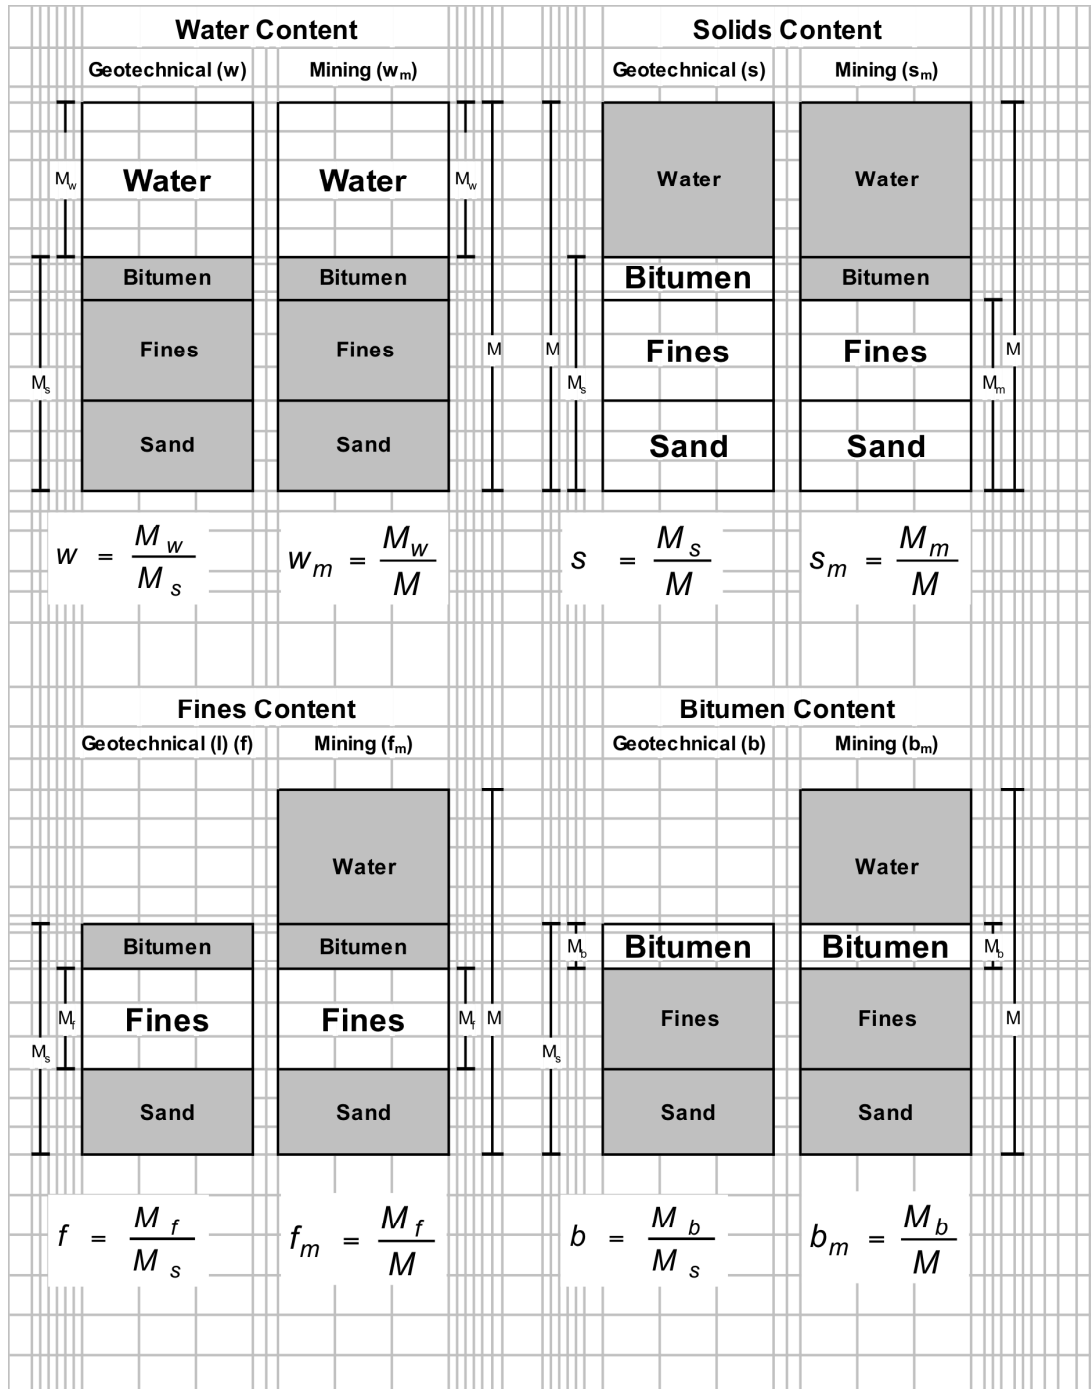 Water Content
Solids Content
Geotechnical (w)
Mining (wm)
Geotechnical (s)
Mining (sm)
Water
Water
Water
Water
Mw
Mw
Bitumen
Bitumen
Bitumen
Bitumen
Fines
Fines
Fines
Fines
M
M
M
Ms
Ms
Mm
Sand
Sand
Sand
Sand
w = Mw / Ms
wm = Mw / M
s = Ms / M
sm = Mm / M
Fines Content
Bitumen Content
Geotechnical (I) (f)
Mining (fm)
Geotechnical (b)
Mining (bm)
Water
Water
Bitumen
Bitumen
Bitumen
Mb
Bitumen
Mb
Mf
Fines
Fines
Mf
M
Fines
Fines
M
Ms
Ms
Sand
Sand
Sand
Sand
f = Mf / Ms
fm = Mf / M
b = Mb / Ms
bm = Mb / M